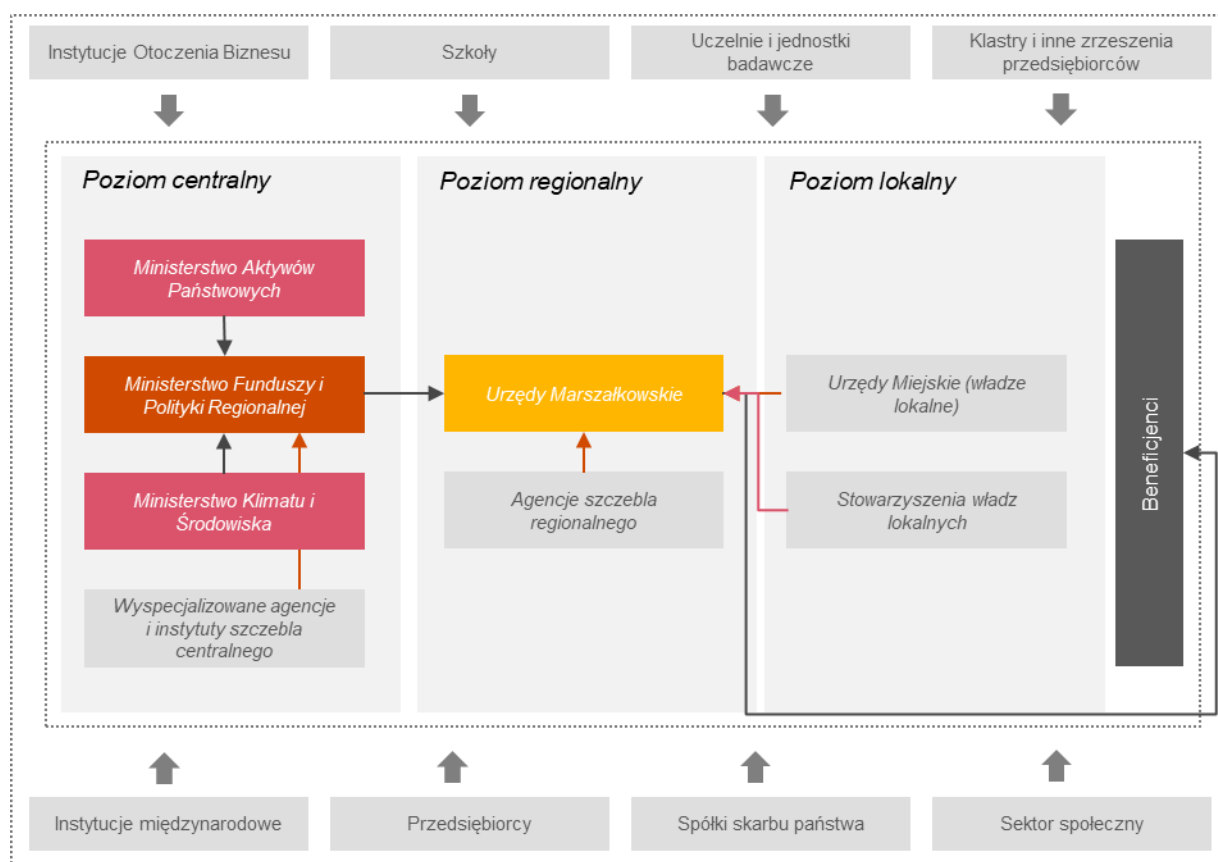 Instytucje Otoczenia Biznesu
Szkoły
Uczelnie i jednostki
badawcze
Klastry i inne zrzeszenia
przedsiębiorców
Poziom centralny
Poziom regionalny
Poziom lokalny
Ministerstwo Aktywów
Państwowych
Ministerstwo Funduszy i
Polityki Regionalnej
Urzędy Marszałkowskie
Urzędy Miejskie (władze
lokalne)
Ministerstwo Klimatu i
Środowiska
Agencje szczebla
regionalnego
Stowarzyszenia władz
lokalnych
Wyspecjalizowane agencje
i instytuty szczebla
centralnego
Beneficjenci
Instytucje międzynarodowe
Przedsiębiorcy
Spółki skarbu państwa
Sektor społeczny